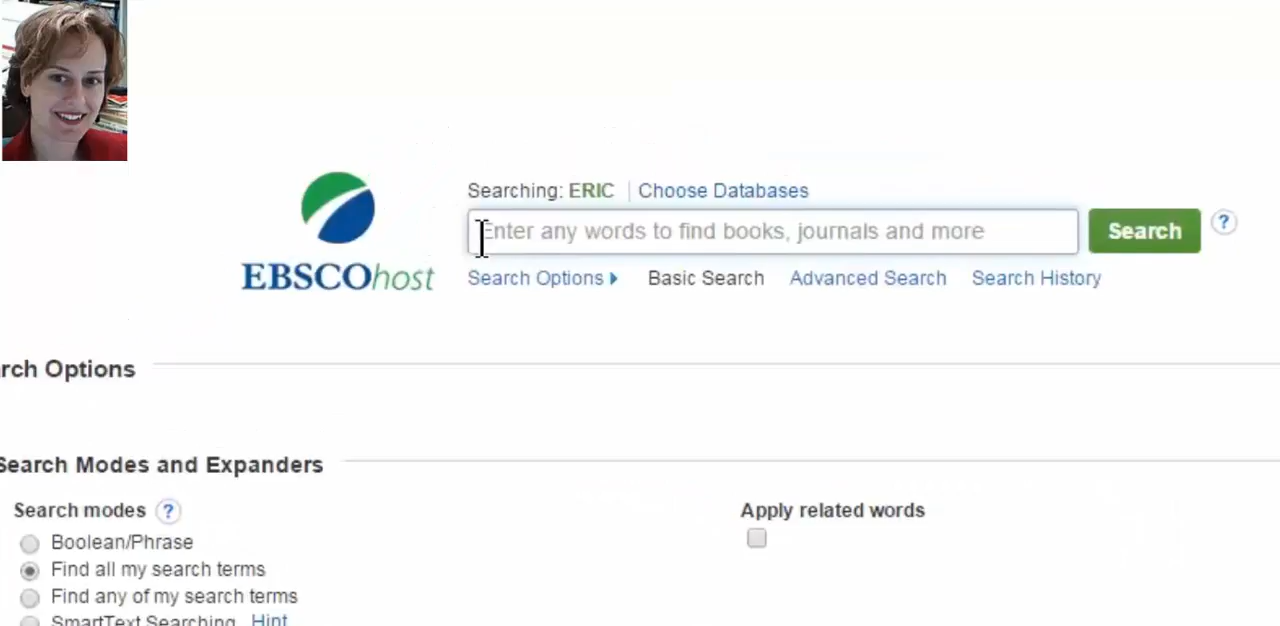 Searching: ERIC | Choose Databases
Enter any words to find books, journals and more
Search
?
EBSCOhost
Search Options
Basic Search
Advanced Search
Search History
rch Options
Search Modes and Expanders
Search modes ?
Apply related words
Boolean/Phrase
Find all my search terms
Find any of my search terms
SmartText Searching Hint